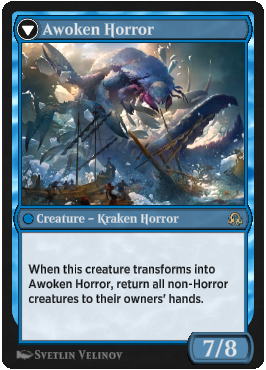 Awoken Horror
Creature – Kraken Horror
When this creature transforms into
Awoken Horror, return all non-Horror
creatures to their owners' hands.
7/8
Svetlin Velinov